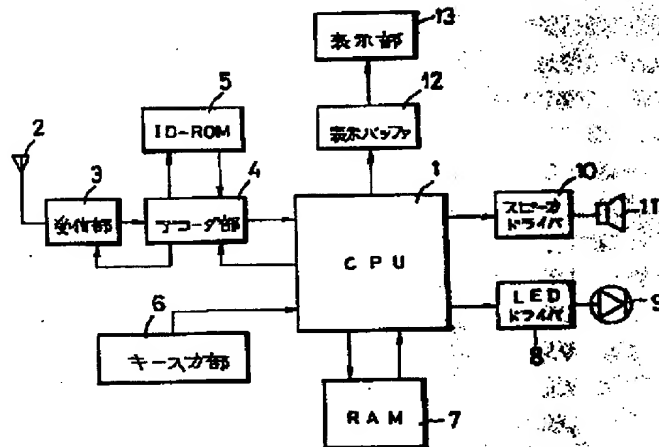 13
表示部
5
12
2
ID-ROM
表示バッファ
3
4
1
10
受信部
デコーダ部
スピーカ
ドライバ
11
CPU
6
LED
ドライバ
9
キー入力部
8
RAM
7